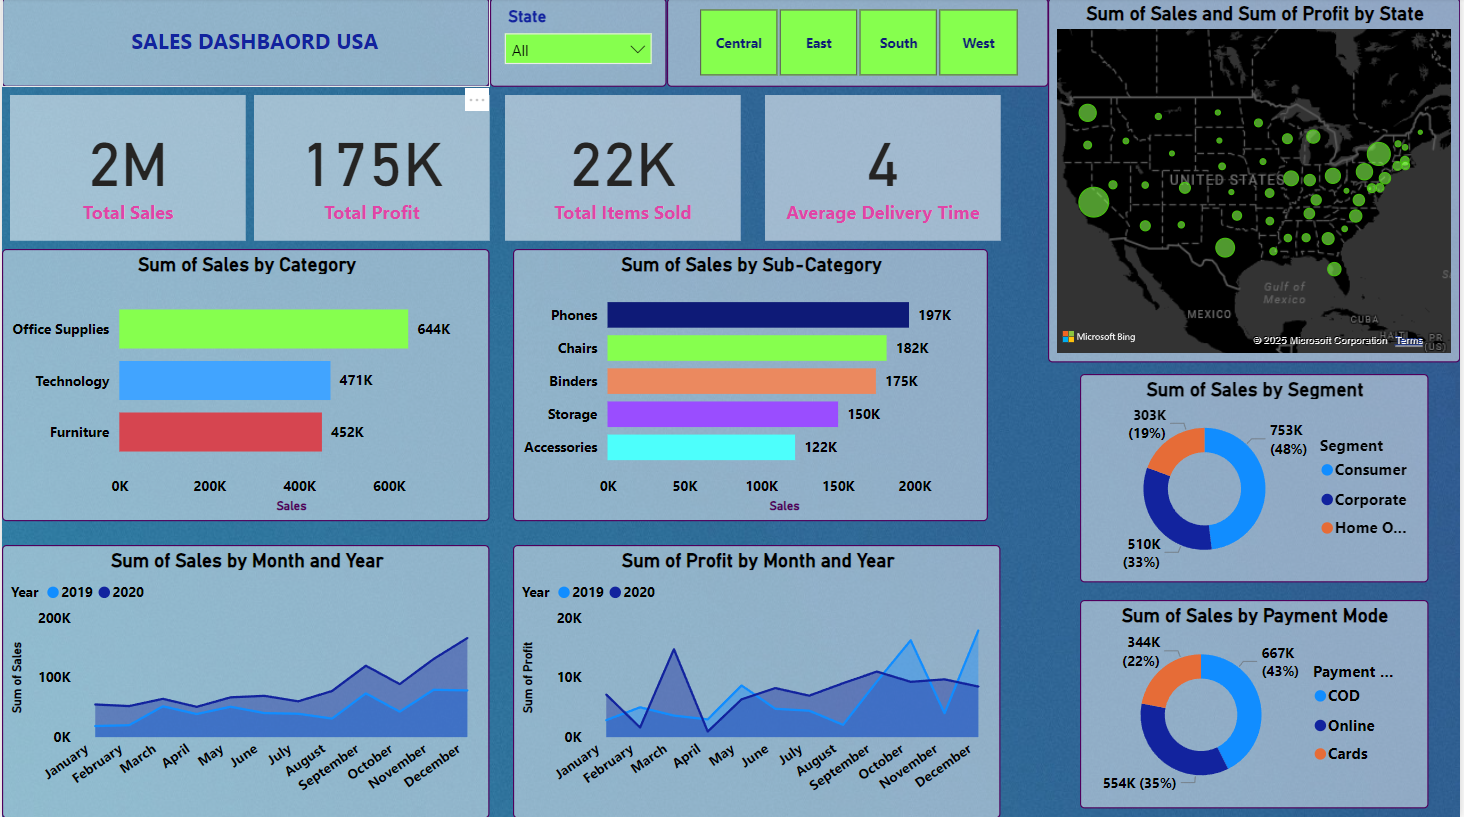 SALES DASHBAORD USA
State
All
Central
East
South
West
Sum of Sales and Sum of Profit by State
UNITED STATES
MEXICO
Gulf of
Mexico
CUBA
HAITI
PR
(US)
Microsoft Bing
© 2025 Microsoft Corporation
Terms
2M
Total Sales
175K
Total Profit
22K
Total Items Sold
4
Average Delivery Time
Sum of Sales by Category
Office Supplies
644K
Technology
471K
Furniture
452K
0K
200K
400K
600K
Sales
Sum of Sales by Sub-Category
Phones
197K
Chairs
182K
Binders
175K
Storage
150K
Accessories
122K
0K
50K
100K
150K
200K
Sales
Sum of Sales by Segment
303K
(19%)
753K
(48%)
510K
(33%)
Segment
Consumer
Corporate
Home O...
Sum of Sales by Month and Year
Year
2019
2020
Sum of Sales
200K
100K
0K
January
February
March
April
May
June
July
August
September
October
November
December
Sum of Profit by Month and Year
Year
2019
2020
Sum of Profit
20K
10K
0K
January
February
March
April
May
June
July
August
September
October
November
December
Sum of Sales by Payment Mode
344K
(22%)
667K
(43%)
554K (35%)
Payment ...
COD
Online
Cards